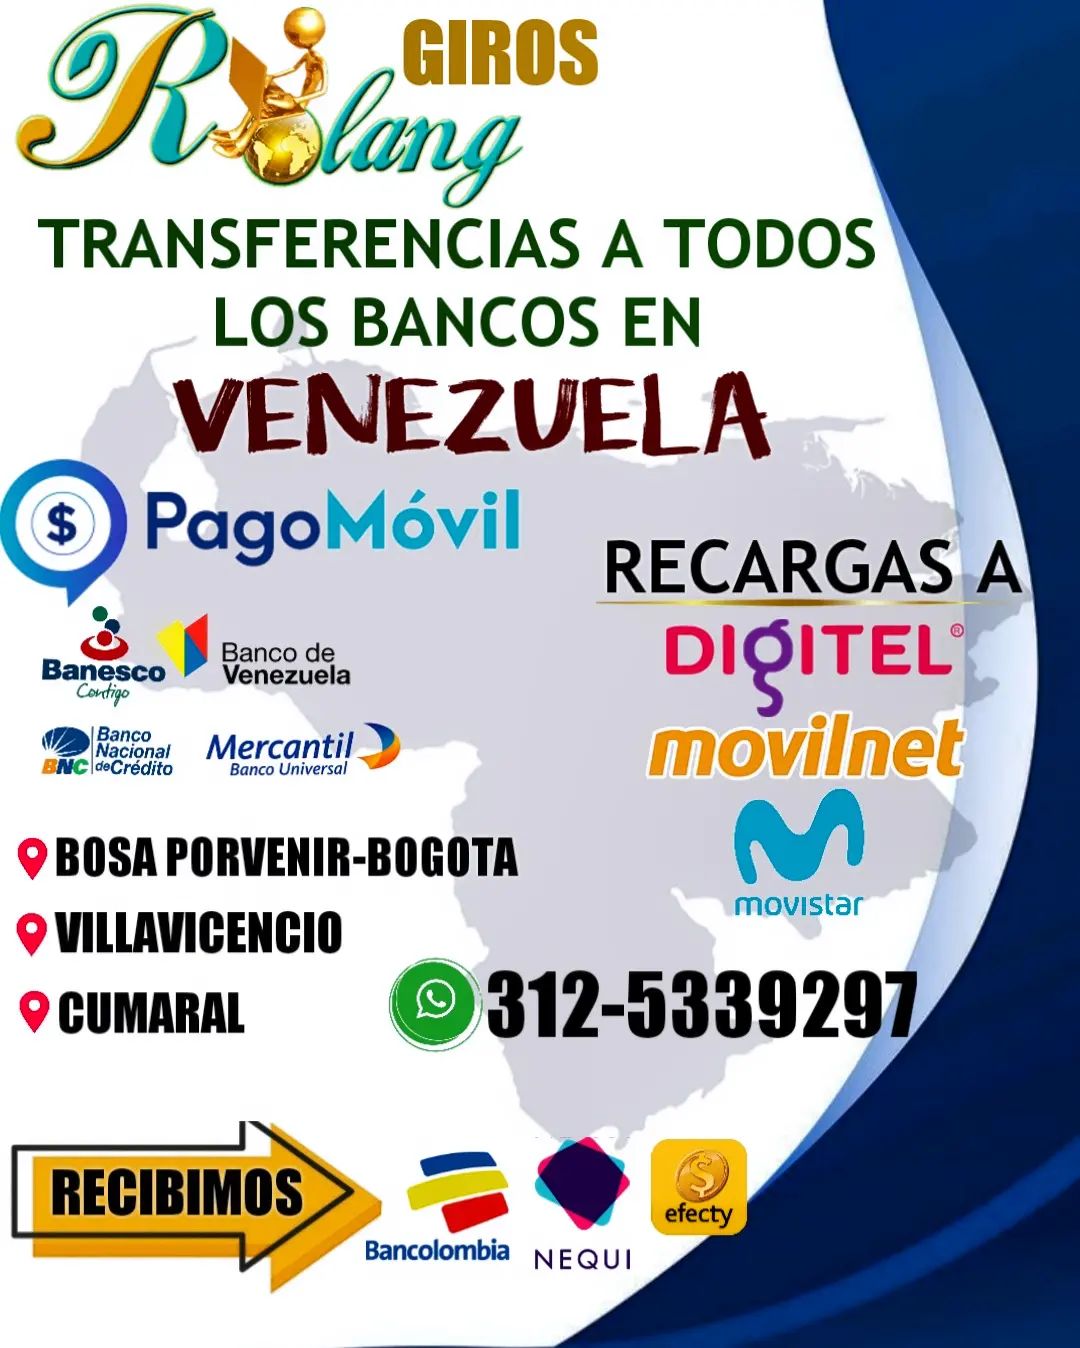 Rolang
GIROS
TRANSFERENCIAS A TODOS
LOS BANCOS EN
VENEZUELA
$ PagoMóvil
RECARGAS A
DIGITEL®
movilnet
movistar
Banesco
Contigo
Banco de
Venezuela
BNC
Banco
Nacional
de Crédito
Mercantil
Banco Universal
BOSA PORVENIR-BOGOTA
VILLAVICENCIO
CUMARAL
312-5339297
RECIBIMOS
Bancolombia
NEQUI
$
efecty